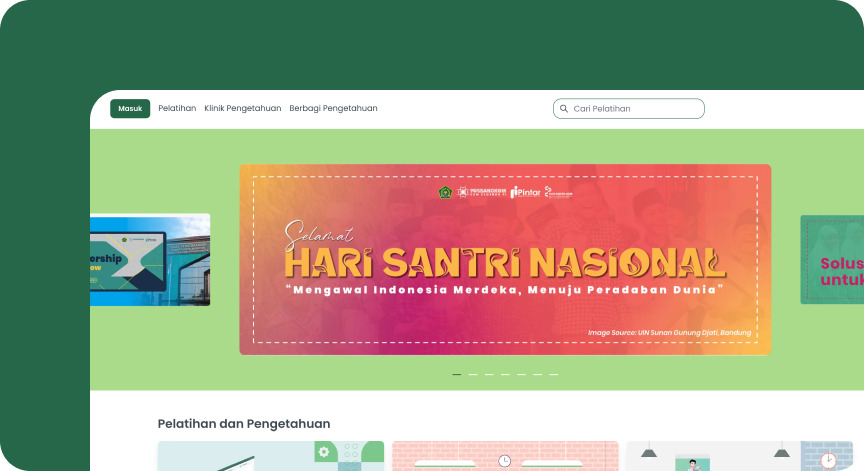 Masuk Pelatihan Klinik Pengetahuan Berbagi Pengetahuan Cari Pelatihan
Pintar
Selamat
HARI SANTRI NASIONAL
“Mengawal Indonesia Merdeka, Menuju Peradaban Dunia”
Image Source: UIN Sunan Gunung Djati, Bandung
ership
ew
Solus
untuk
Pelatihan dan Pengetahuan